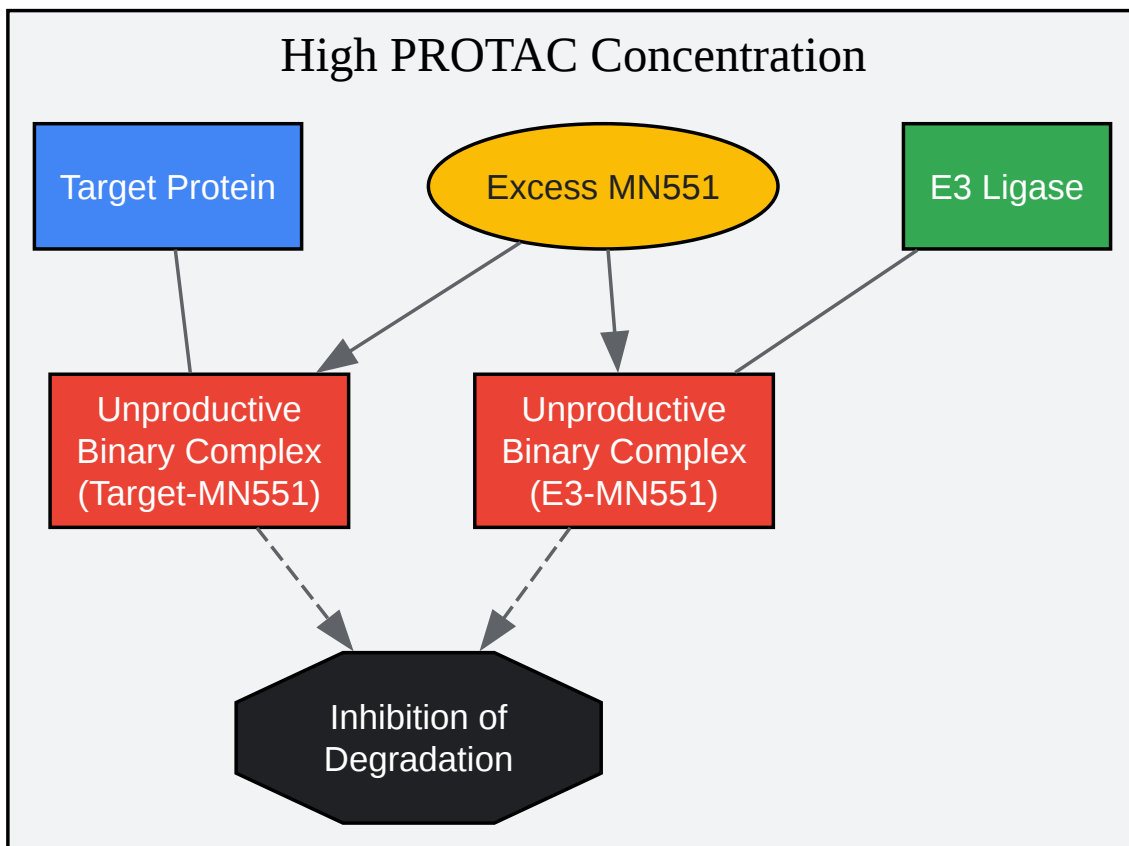 High PROTAC Concentration
Target Protein
Excess MN551
E3 Ligase
Unproductive
Binary Complex
(Target-MN551)
Unproductive
Binary Complex
(E3-MN551)
Inhibition of
Degradation